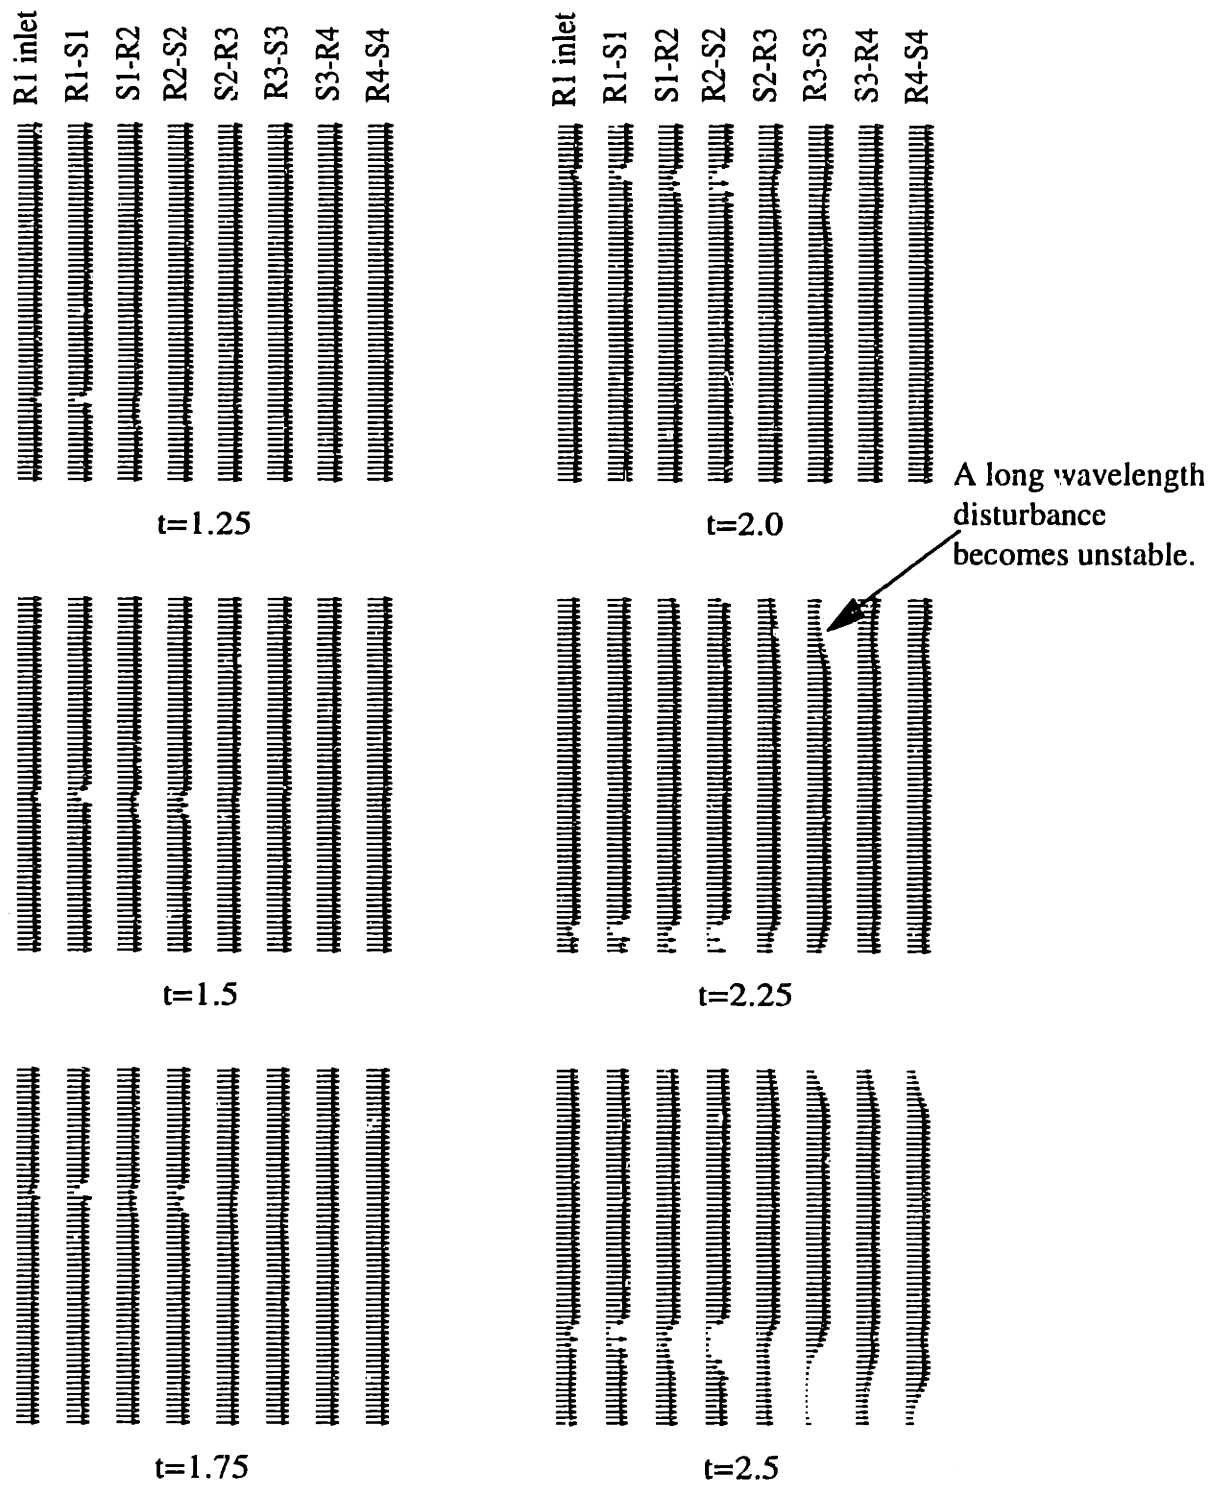 R1 inlet
R1-S1
S1-R2
R2-S2
S2-R3
R3-S3
S3-R4
R4-S4
t=1.25
t=1.5
t=1.75
R1 inlet
R1-S1
S1-R2
R2-S2
S2-R3
R3-S3
S3-R4
R4-S4
t=2.0
A long wavelength
disturbance
becomes unstable.
t=2.25
t=2.5